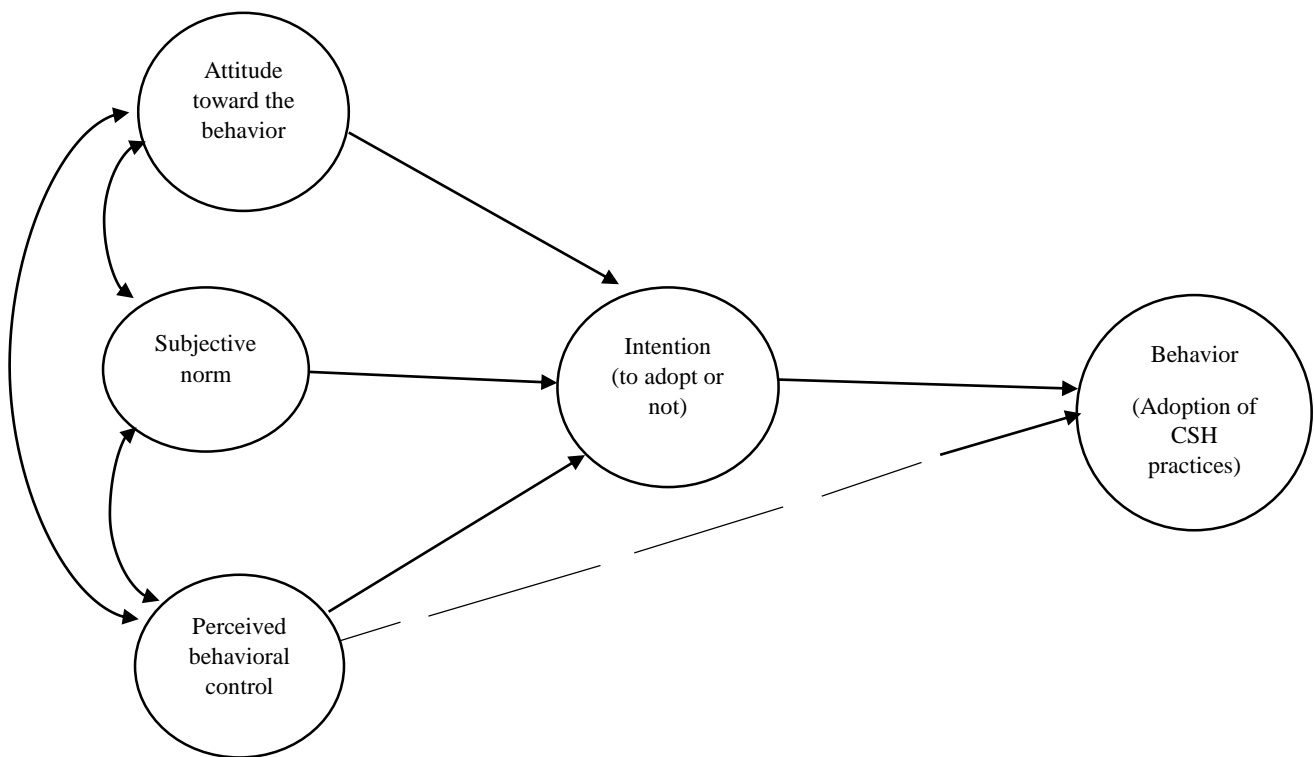 Attitude
toward the
behavior
Subjective
norm
Perceived
behavioral
control
Intention
(to adopt or
not)
Behavior
(Adoption of
CSH
practices)